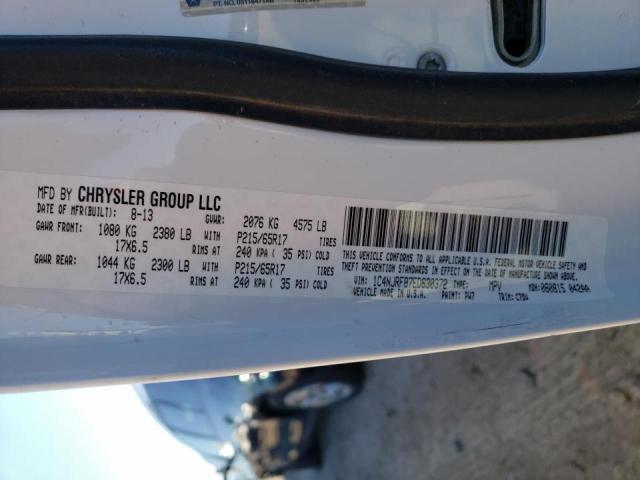 MFD BY CHRYSLER GROUP LLC
DATE OF MFR(BUILT): 8-13 GVWR: 2076 KG 4575 LB
GAWR FRONT: 1080 KG 2380 LB WITH P215/65R17 TIRES
17X6.5 RIMS AT 240 KPA ( 35 PSI) COLD
GAWR REAR: 1044 KG 2300 LB WITH P215/65R17 TIRES
17X6.5 RIMS AT 240 KPA ( 35 PSI) COLD
THIS VEHICLE CONFORMS TO ALL APPLICABLE U.S.A. FEDERAL MOTOR VEHICLE SAFETY AND
THEFT PREVENTION STANDARDS IN EFFECT ON THE DATE OF MANUFACTURE SHOWN ABOVE.
VIN: 1C4NJRFB7ED630372 TYPE: MPV MDH: 080815 042AA
VEHICLE MADE IN U.S.A. PAINT: PW7 TRIM: